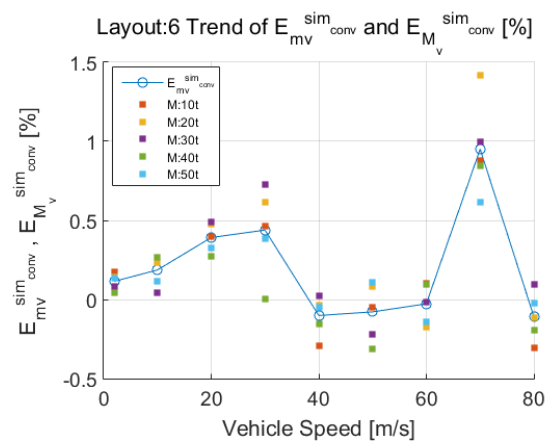 Layout:6 Trend of E_mv^sim_conv and E_M_v^sim_conv [%]
E_mv^sim_conv
M:10t
M:20t
M:30t
M:40t
M:50t
E_mv^sim_conv , E_M_v^sim_conv [%]
1.5
1
0.5
0
-0.5
0 20 40 60 80
Vehicle Speed [m/s]